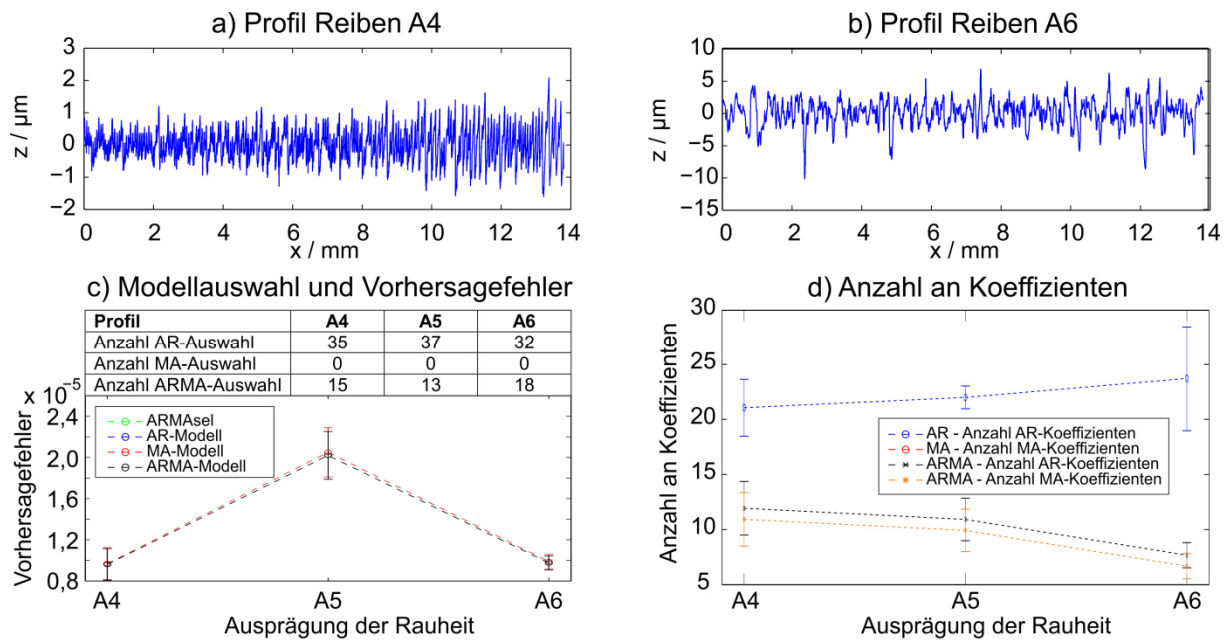 a) Profil Reiben A4
3
2
1
0
−1
−2
z / µm
0 2 4 6 8 10 12 14
x / mm
b) Profil Reiben A6
10
5
0
−5
−10
−15
z / µm
0 2 4 6 8 10 12 14
x / mm
c) Modellauswahl und Vorhersagefehler
Profil A4 A5 A6
Anzahl AR-Auswahl 35 37 32
Anzahl MA-Auswahl 0 0 0
Anzahl ARMA-Auswahl 15 13 18
x 10⁻⁵
2,4
2,0
1,6
1,2
0,8
Vorhersagefehler
ARMAsel
AR-Modell
MA-Modell
ARMA-Modell
A4 A5 A6
Ausprägung der Rauheit
d) Anzahl an Koeffizienten
30
25
20
15
10
5
Anzahl an Koeffizienten
AR - Anzahl AR-Koeffizienten
MA - Anzahl MA-Koeffizienten
ARMA - Anzahl AR-Koeffizienten
ARMA - Anzahl MA-Koeffizienten
A4 A5 A6
Ausprägung der Rauheit